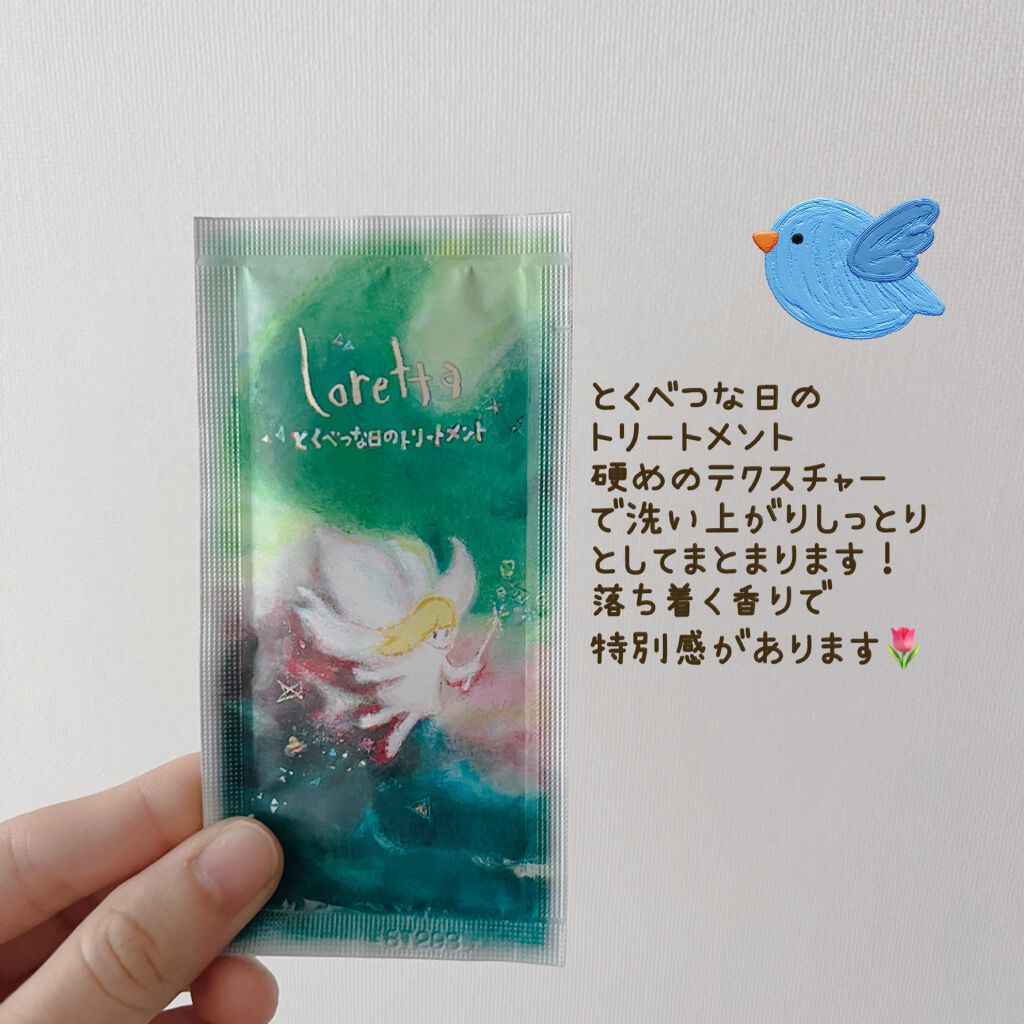 Loretta
とくべつな日のトリートメント
とくべつな日の
トリートメント
硬めのテクスチャー
で洗い上がりしっとり
としてまとまります！
落ち着く香りで
特別感があります🌷